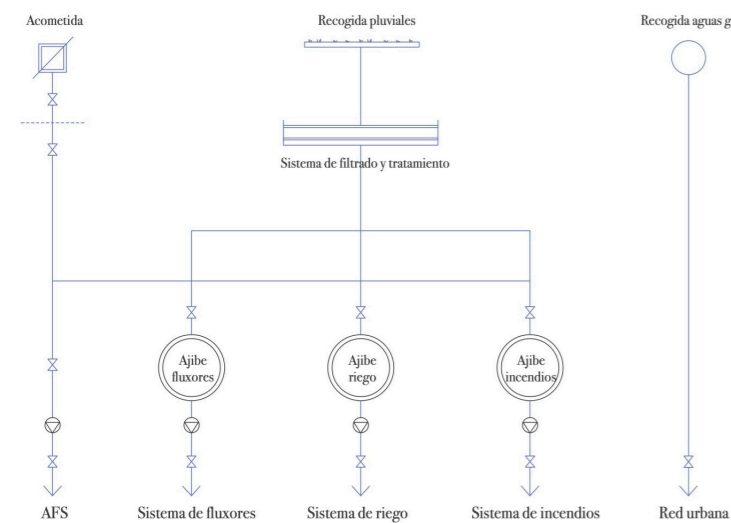 Acometida
Recogida pluviales
Recogida aguas g
Sistema de filtrado y tratamiento
Ajibe
fluxores
Ajibe
riego
Ajibe
incendios
AFS
Sistema de fluxores
Sistema de riego
Sistema de incendios
Red urbana